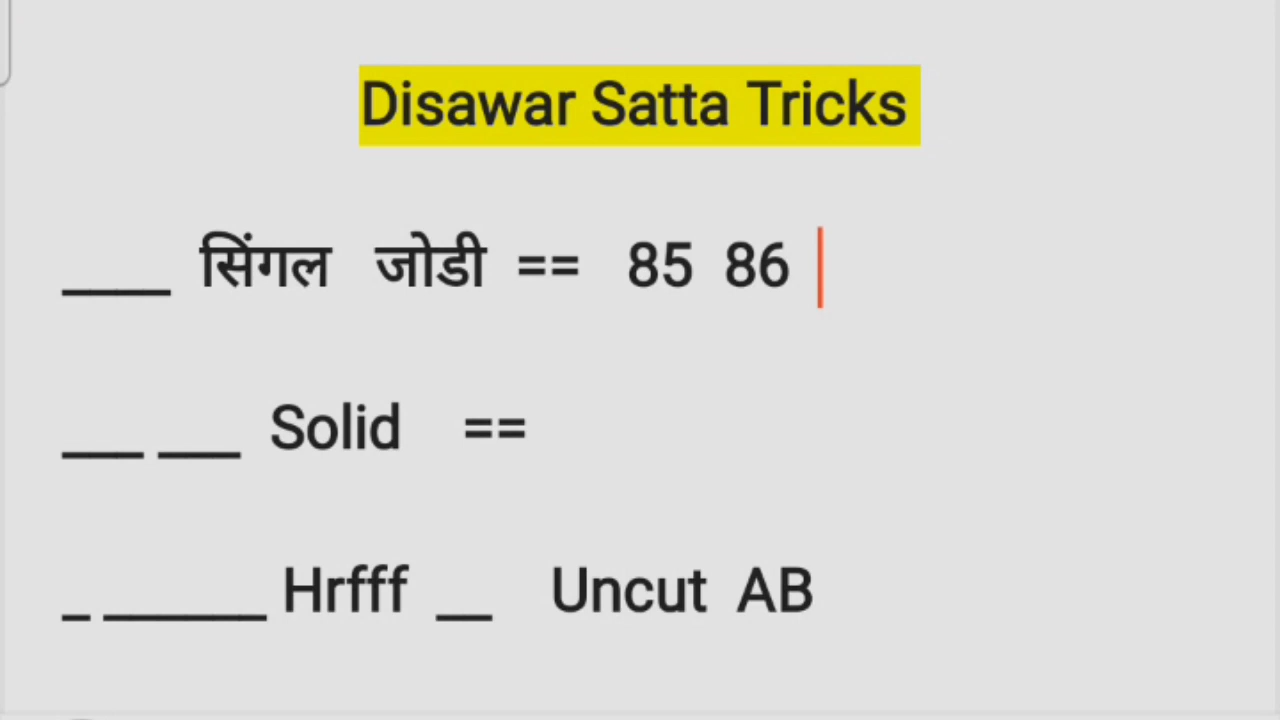 Disawar Satta Tricks
____ सिंगल जोडी == 85 86
___ ___ Solid ==
_ ______ Hrfff __ Uncut AB